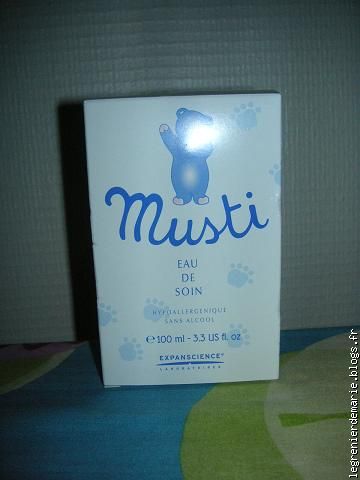 musti
EAU
DE
SOIN
HYPOALLERGENIQUE
SANS ALCOOL
℮ 100 ml - 3.3 US fl. oz
EXPANSCIENCE®
LABORATOIRES
legrenierdemarie.blogs.fr